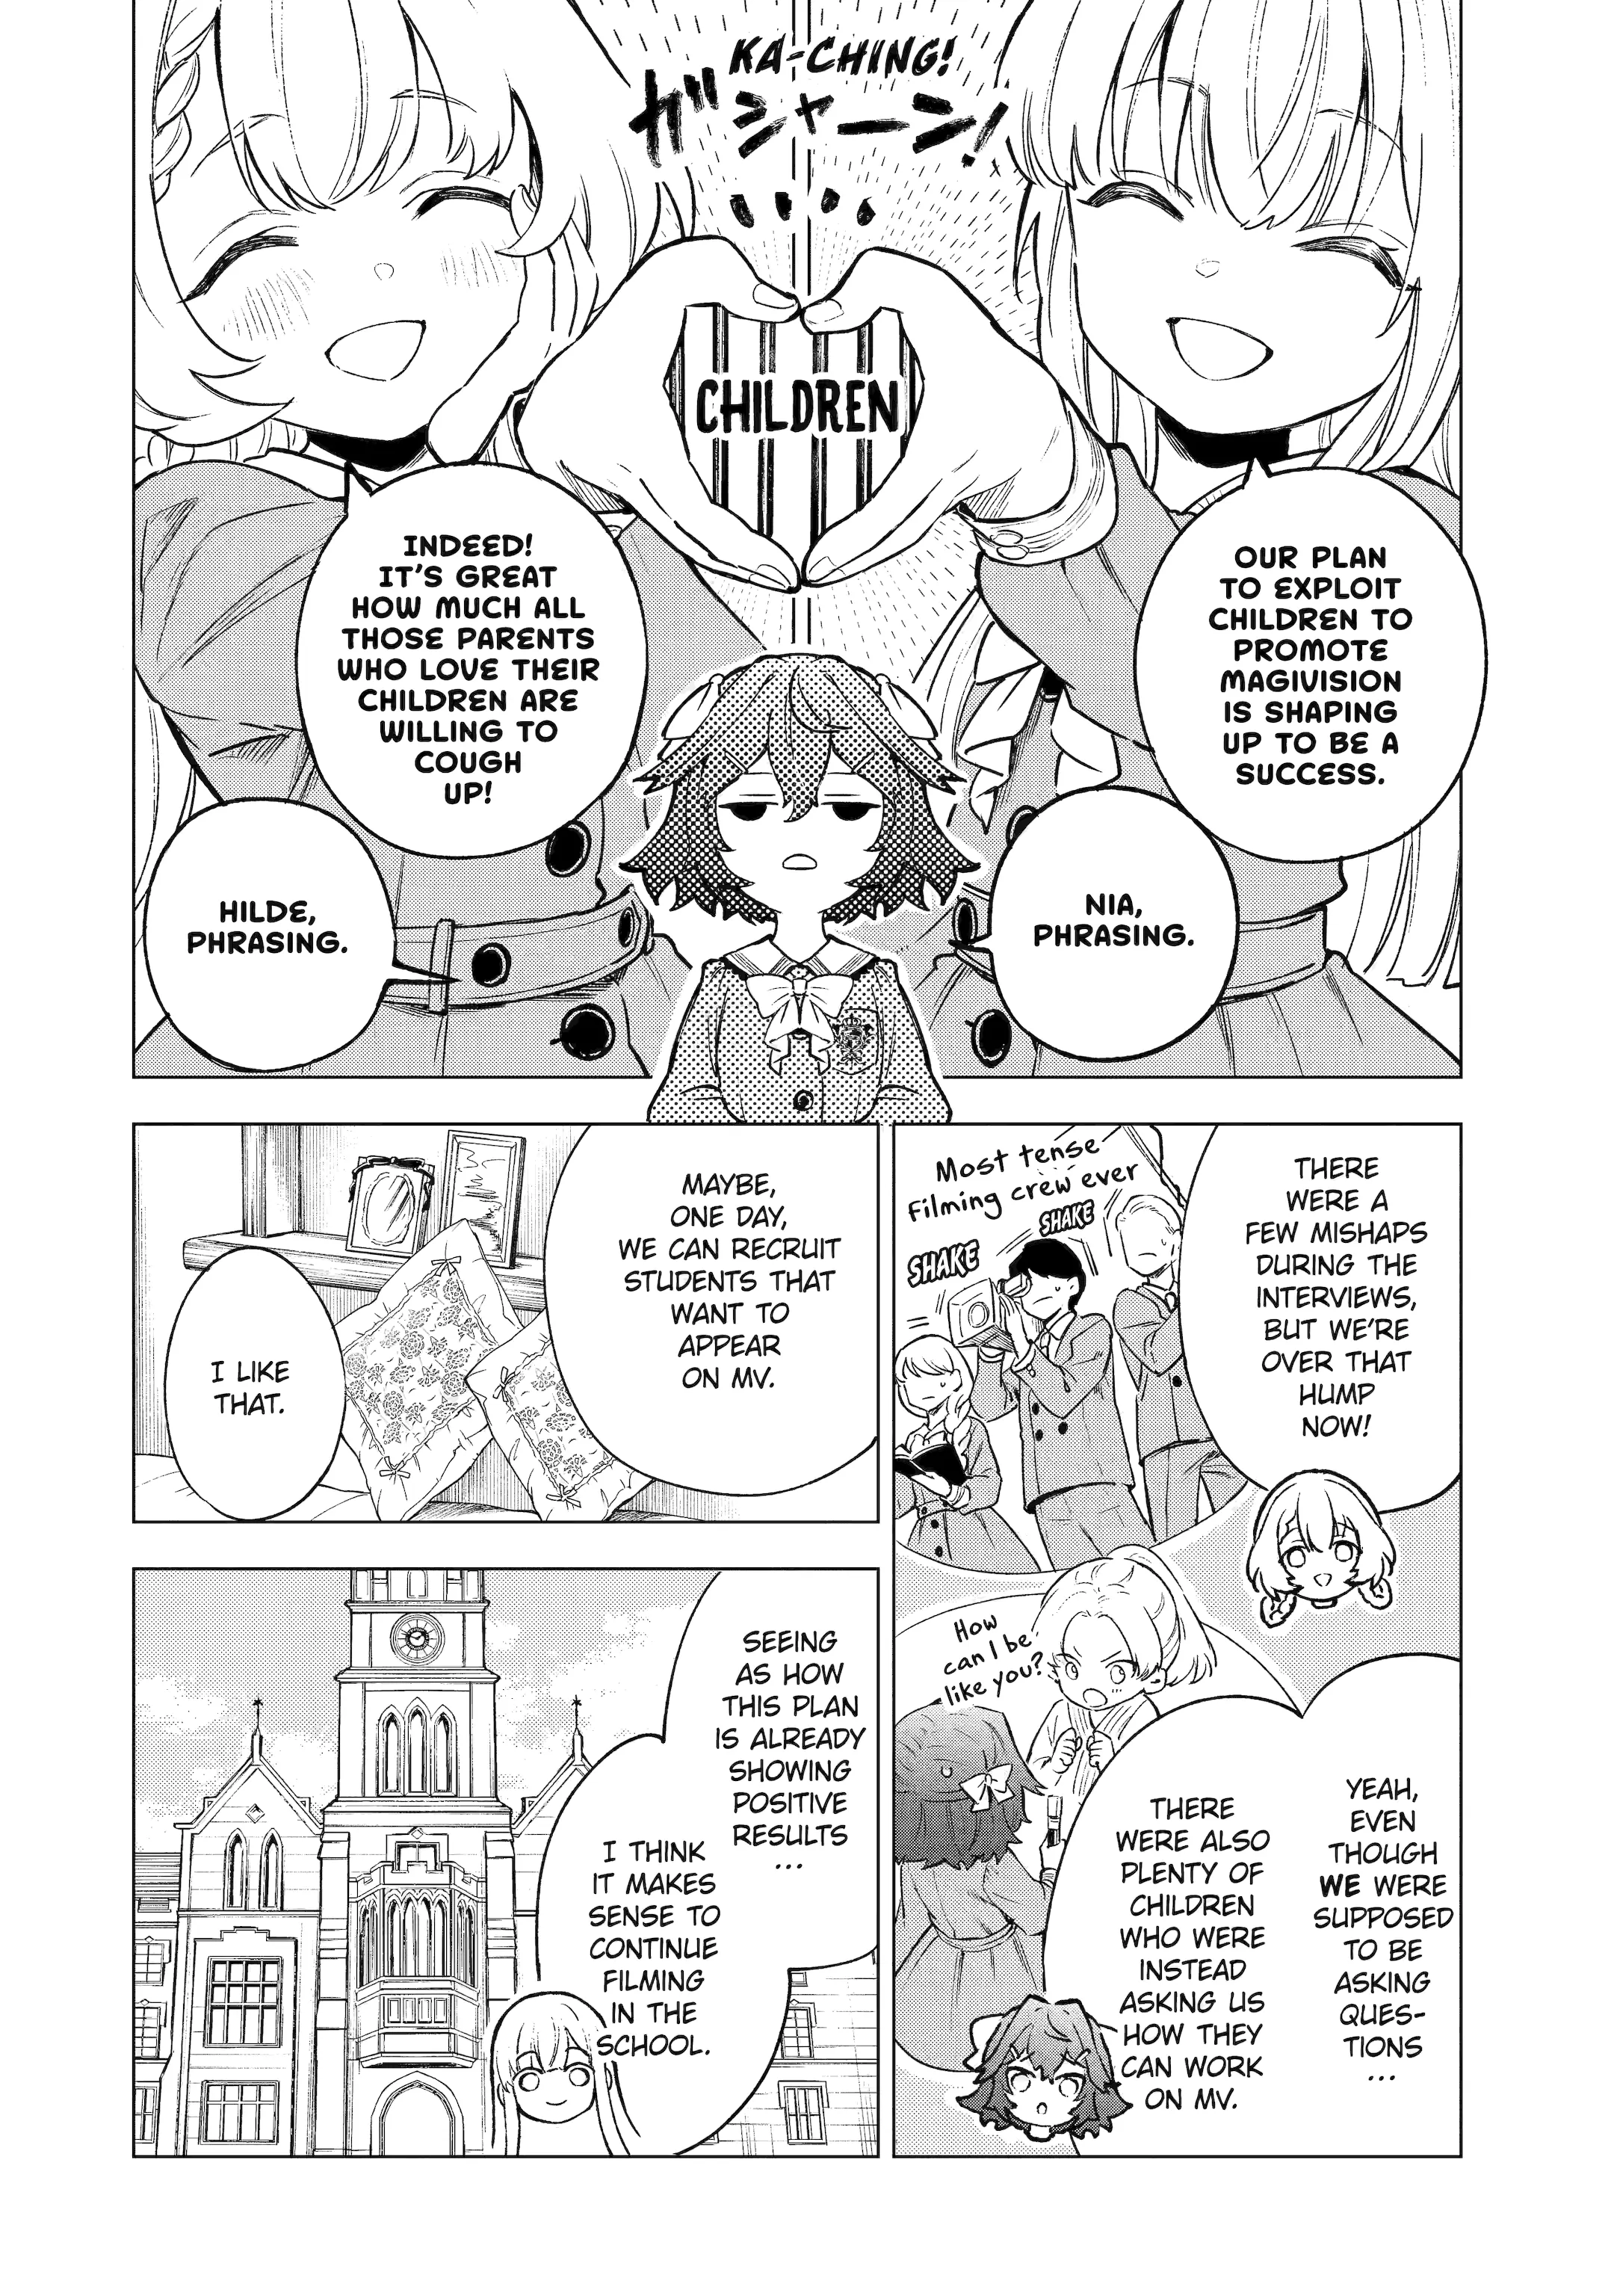 KA-CHING!
ガシャーン!
CHILDREN
OUR PLAN
TO EXPLOIT
CHILDREN TO
PROMOTE
MAGIVISION
IS SHAPING
UP TO BE A
SUCCESS.
NIA,
PHRASING.
INDEED!
IT'S GREAT
HOW MUCH ALL
THOSE PARENTS
WHO LOVE THEIR
CHILDREN ARE
WILLING TO
COUGH
UP!
HILDE,
PHRASING.
THERE
WERE A
FEW MISHAPS
DURING THE
INTERVIEWS,
BUT WE'RE
OVER THAT
HUMP
NOW!
Most tense
filming crew ever
SHAKE
SHAKE
YEAH,
EVEN
THOUGH
WE WERE
SUPPOSED
TO BE
ASKING
QUES-
TIONS
...
How
can I be
like you?
THERE
WERE ALSO
PLENTY OF
CHILDREN
WHO WERE
INSTEAD
ASKING US
HOW THEY
CAN WORK
ON MV.
MAYBE,
ONE DAY,
WE CAN RECRUIT
STUDENTS THAT
WANT TO
APPEAR
ON MV.
I LIKE
THAT.
SEEING
AS HOW
THIS PLAN
IS ALREADY
SHOWING
POSITIVE
RESULTS
...
I THINK
IT MAKES
SENSE TO
CONTINUE
FILMING
IN THE
SCHOOL.